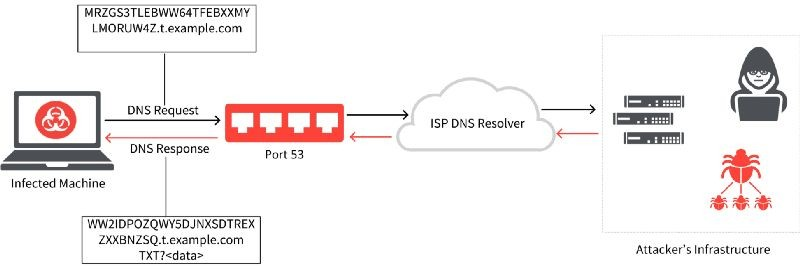 MRZGS3TLEBWW64TFEBXXMY
LMORUW4Z.t.example.com
DNS Request
DNS Response
Infected Machine
Port 53
ISP DNS Resolver
Attacker's Infrastructure
WW2IDPOZQWY5DJNXSDTREX
ZXXBNZSQ.t.example.com
TXT?<data>